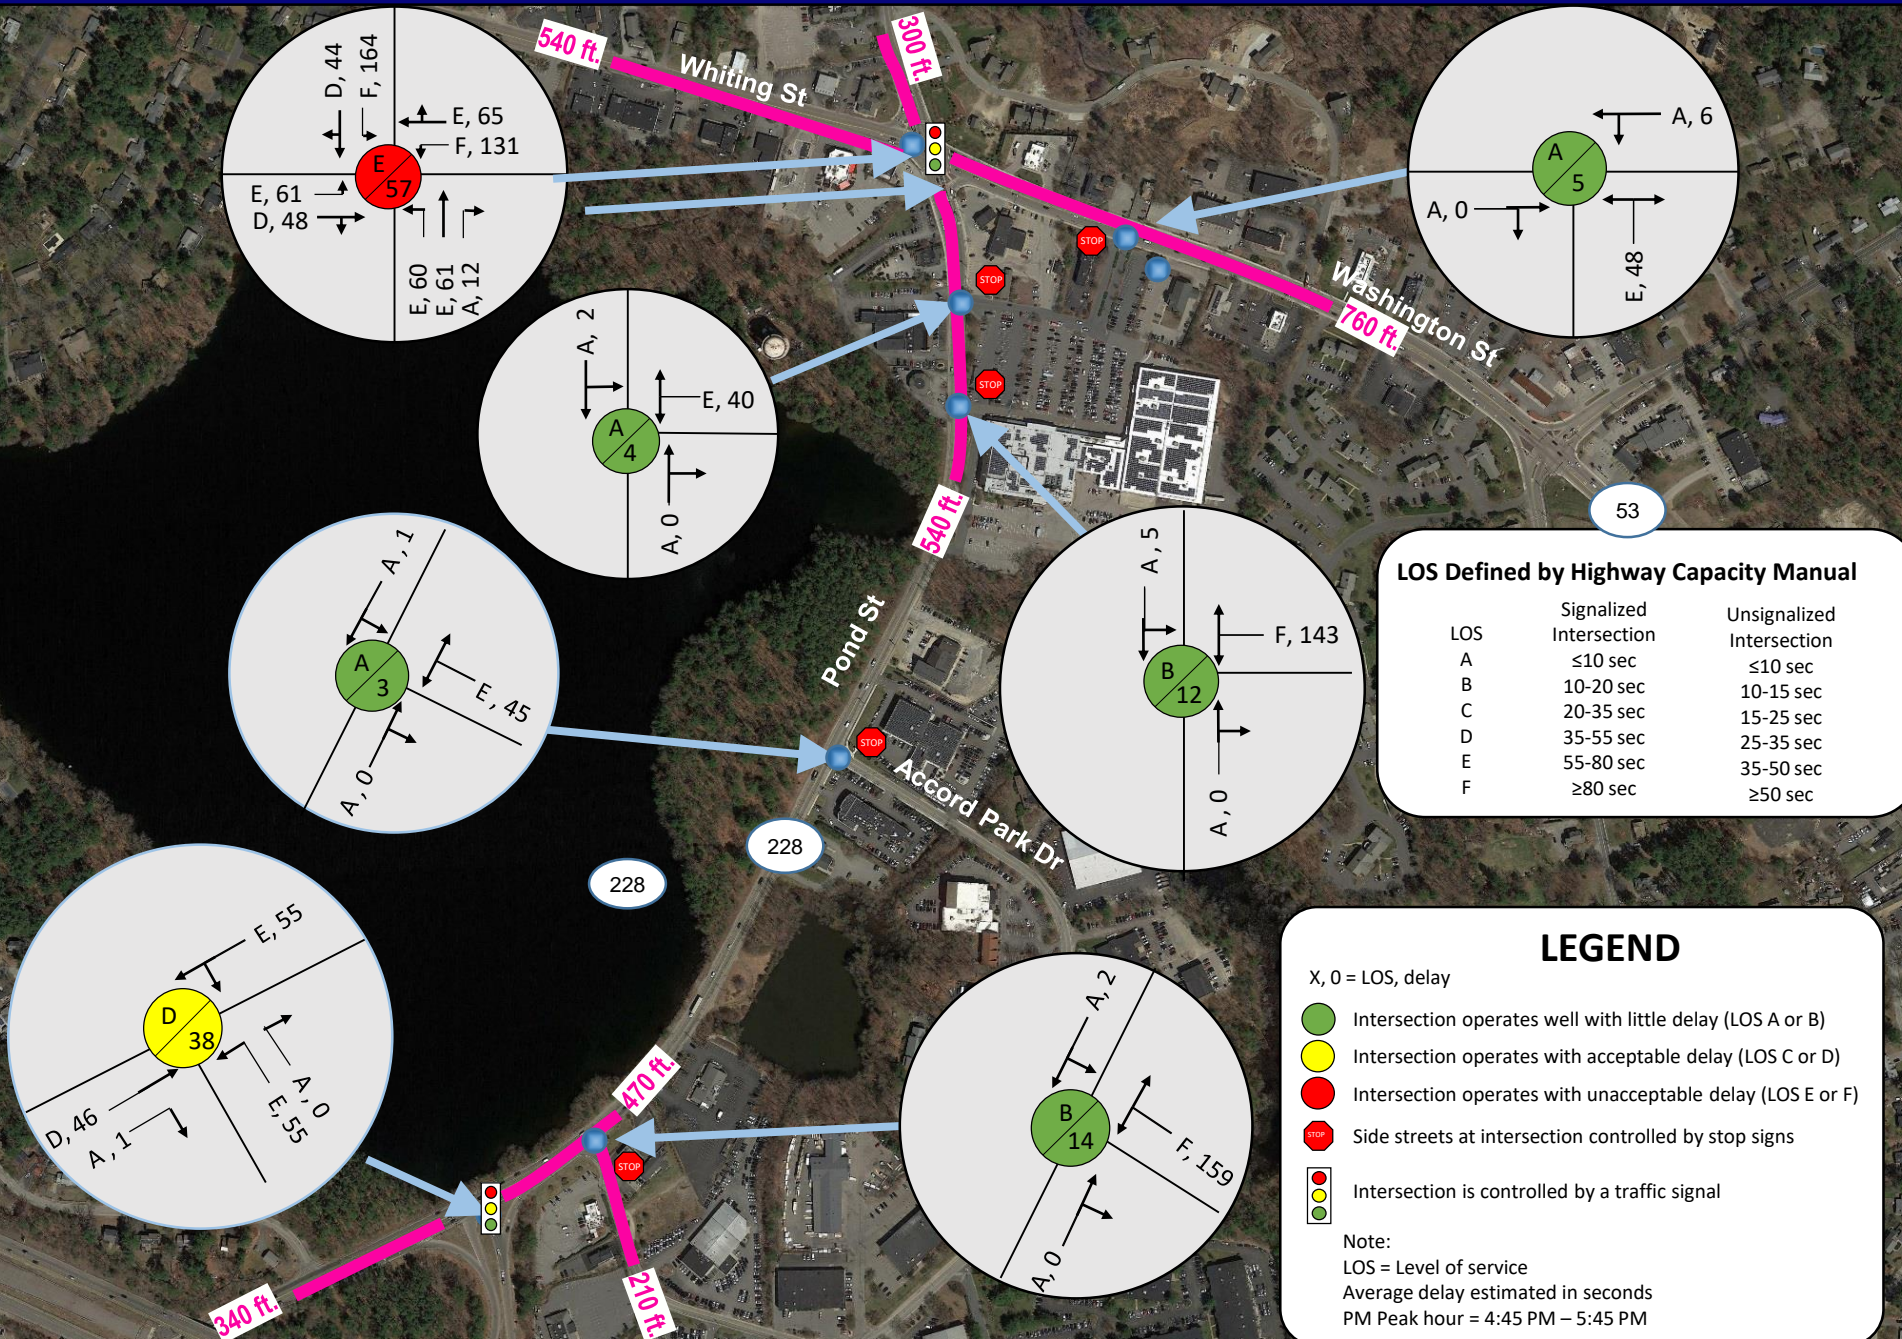 540 ft.
Whiting St
300 ft.
D, 44
F, 164
E, 65
F, 131
E
57
E, 61
D, 48
E, 60
E, 61
A, 12
A, 6
A
5
A, 0
E, 48
STOP
STOP
STOP
Washington St
760 ft.
A, 2
E, 40
A
4
A, 0
540 ft.
53
A, 1
A
3
E, 45
A, 0
Pond St
STOP
Accord Park Dr
228
228
A, 5
F, 143
B
12
A, 0
LOS Defined by Highway Capacity Manual
LOS Signalized Intersection Unsignalized Intersection
A ≤10 sec ≤10 sec
B 10-20 sec 10-15 sec
C 20-35 sec 15-25 sec
D 35-55 sec 25-35 sec
E 55-80 sec 35-50 sec
F ≥80 sec ≥50 sec
E, 55
D
38
A, 0
E, 55
D, 46
A, 1
470 ft.
STOP
340 ft.
210 ft.
A, 2
B
14
F, 159
A, 0
LEGEND
X, 0 = LOS, delay
Intersection operates well with little delay (LOS A or B)
Intersection operates with acceptable delay (LOS C or D)
Intersection operates with unacceptable delay (LOS E or F)
STOP Side streets at intersection controlled by stop signs
Intersection is controlled by a traffic signal
Note:
LOS = Level of service
Average delay estimated in seconds
PM Peak hour = 4:45 PM – 5:45 PM